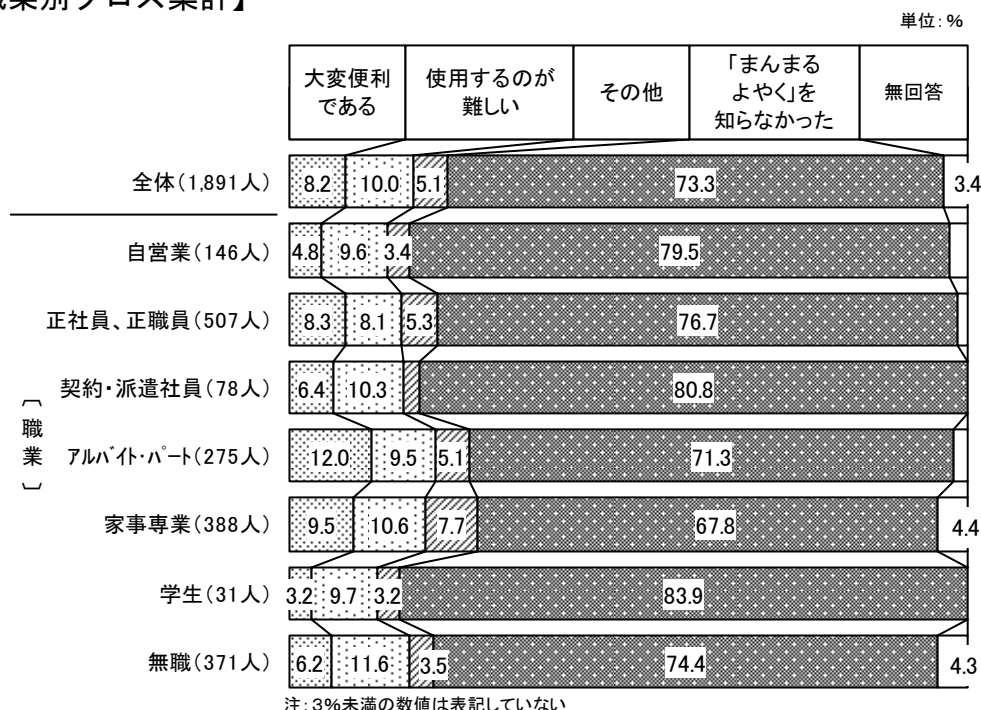 職業別クロス集計】
単位：％
大変便利
である
使用するのが
難しい
その他
「まんまる
よやく」を
知らなかった
無回答
全体(1,891人) 8.2 10.0 5.1 73.3 3.4
自営業(146人) 4.8 9.6 3.4 79.5
正社員、正職員(507人) 8.3 8.1 5.3 76.7
契約・派遣社員(78人) 6.4 10.3 80.8
〔職業〕
ｱﾙﾊﾞｲﾄ・ﾊﾟｰﾄ(275人) 12.0 9.5 5.1 71.3
家事専業(388人) 9.5 10.6 7.7 67.8 4.4
学生(31人) 3.2 9.7 3.2 83.9
無職(371人) 6.2 11.6 3.5 74.4 4.3
注：3％未満の数値は表記していない